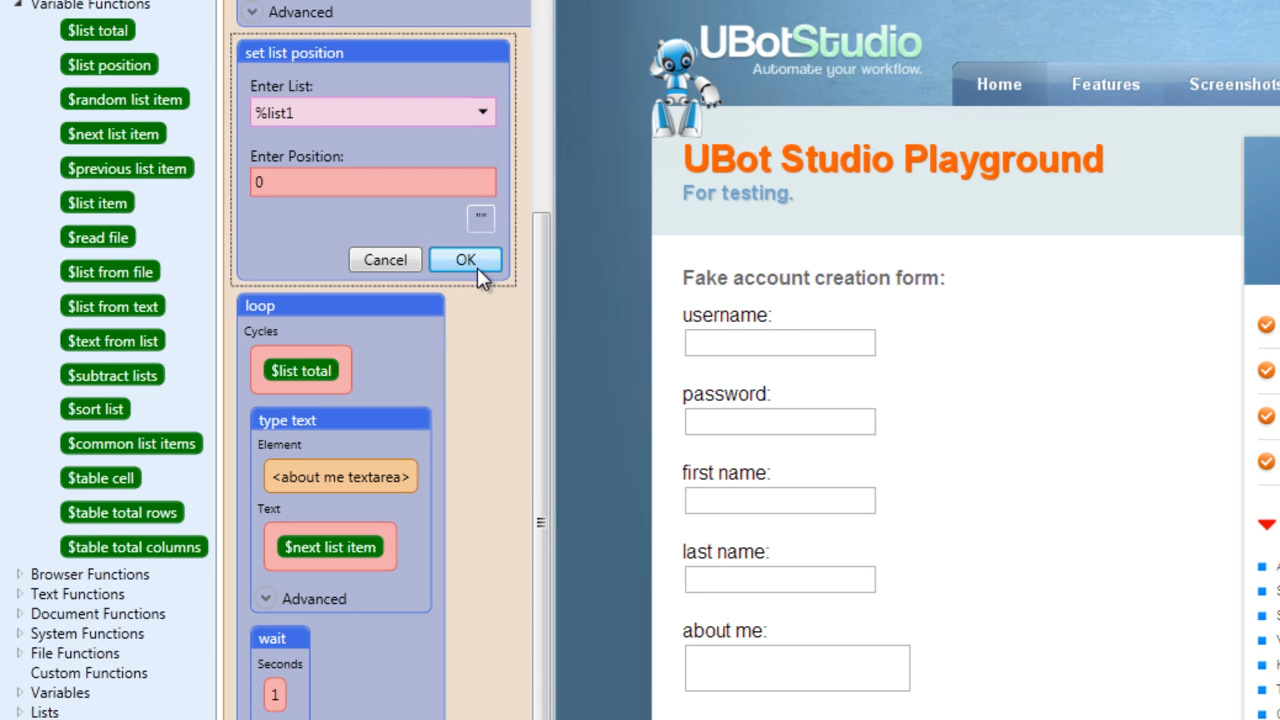 Variable Functions
$list total
$list position
$random list item
$next list item
$previous list item
$list item
$read file
$list from file
$list from text
$text from list
$subtract lists
$sort list
$common list items
$table cell
$table total rows
$table total columns
Browser Functions
Text Functions
Document Functions
System Functions
File Functions
Custom Functions
Variables
Lists
Advanced
set list position
Enter List:
%list1
Enter Position:
0
""
Cancel
OK
loop
Cycles
$list total
type text
Element
<about me textarea>
Text
$next list item
Advanced
wait
Seconds
1
UBotStudio
Automate your workflow.
Home
Features
Screenshots
UBot Studio Playground
For testing.
Fake account creation form:
username:
password:
first name:
last name:
about me: